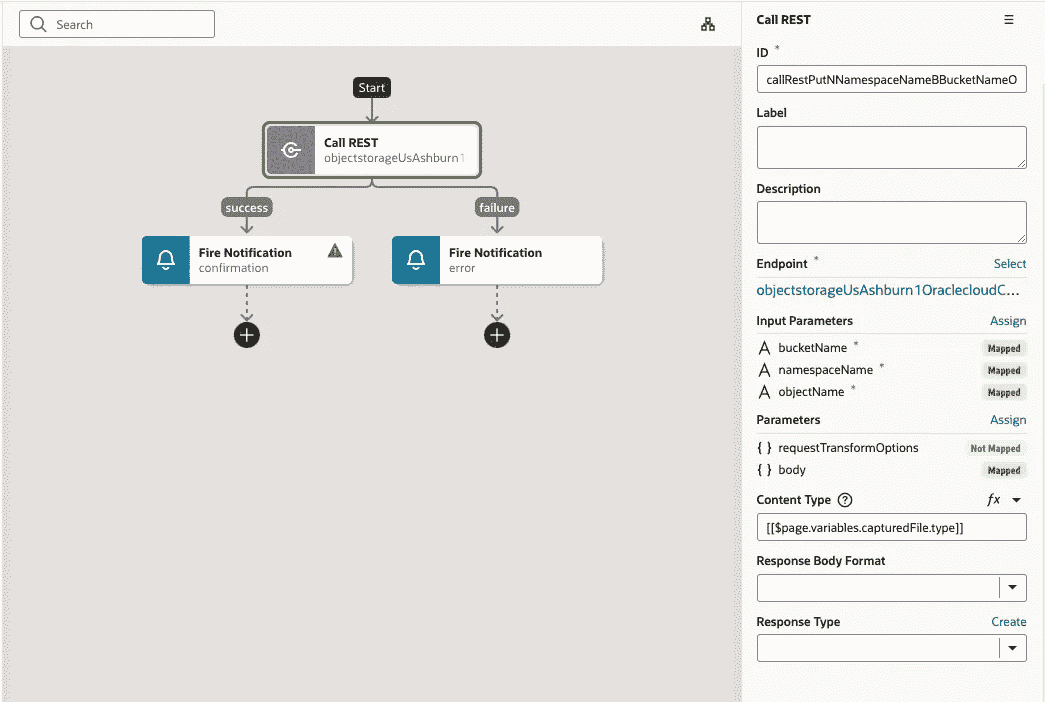 Search
Start
Call REST
objectstorageUsAshburn1
success
failure
Fire Notification
confirmation
Fire Notification
error
Call REST
ID *
callRestPutNNamespaceNameBBucketNameO
Label
Description
Endpoint *
Select
objectstorageUsAshburn1OraclecloudC...
Input Parameters
Assign
bucketName *
Mapped
namespaceName *
Mapped
objectName *
Mapped
Parameters
Assign
{ } requestTransformOptions
Not Mapped
{ } body
Mapped
Content Type ?
fx
[[$page.variables.capturedFile.type]]
Response Body Format
Response Type
Create